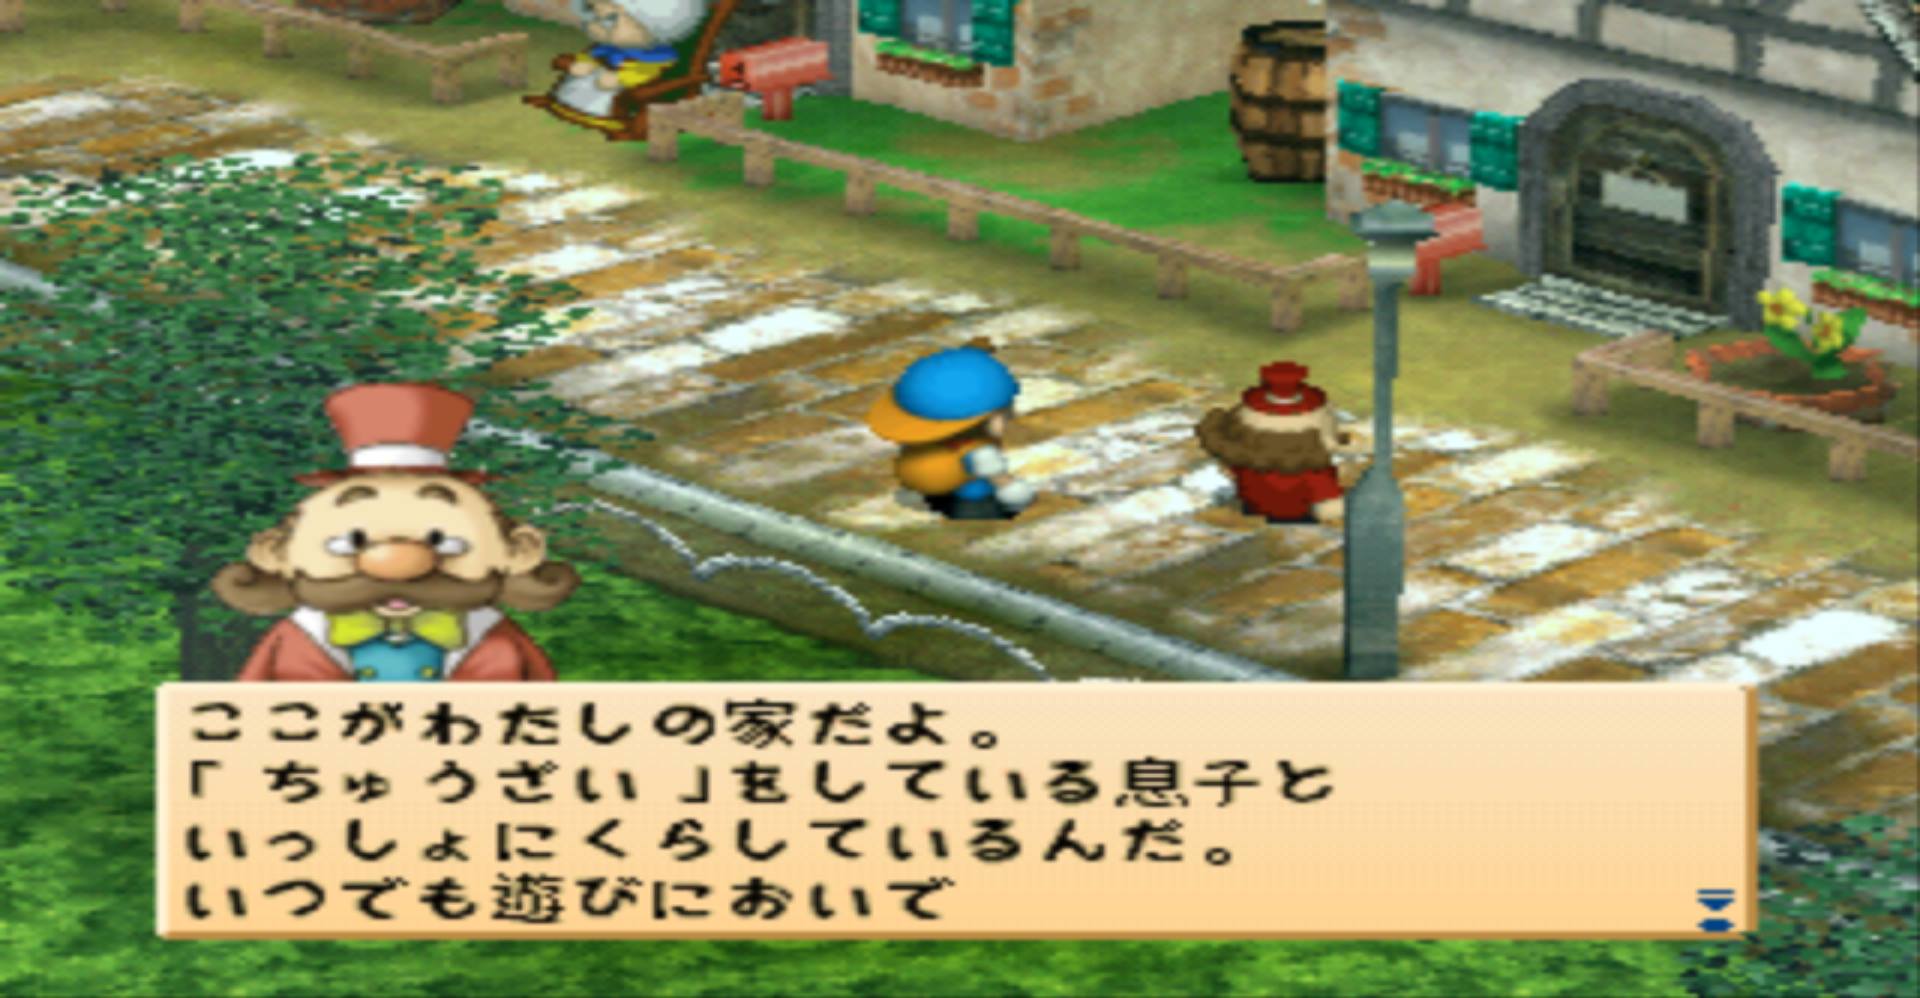 ここがわたしの家だよ。
「ちゅうざい」をしている息子と
いっしょにくらしているんだ。
いつでも遊びにおいで